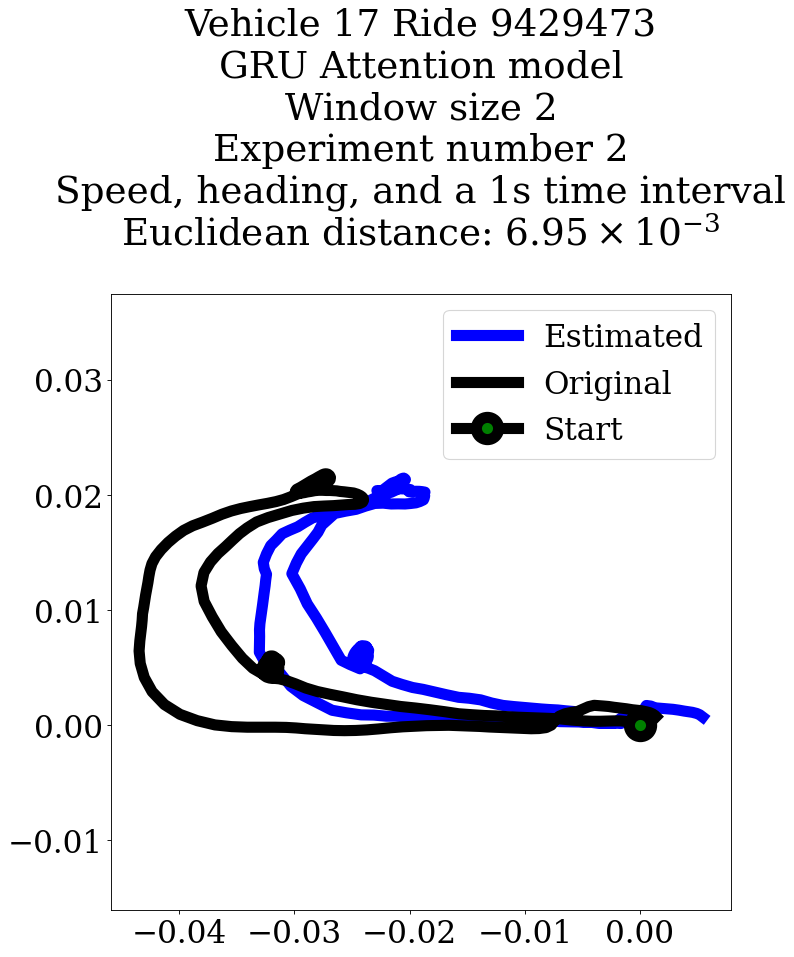 Vehicle 17 Ride 9429473
GRU Attention model
Window size 2
Experiment number 2
Speed, heading, and a 1s time interval
Euclidean distance: 6.95 × 10⁻³
Estimated
Original
Start
0.03
0.02
0.01
0.00
−0.01
−0.04 −0.03 −0.02 −0.01 0.00